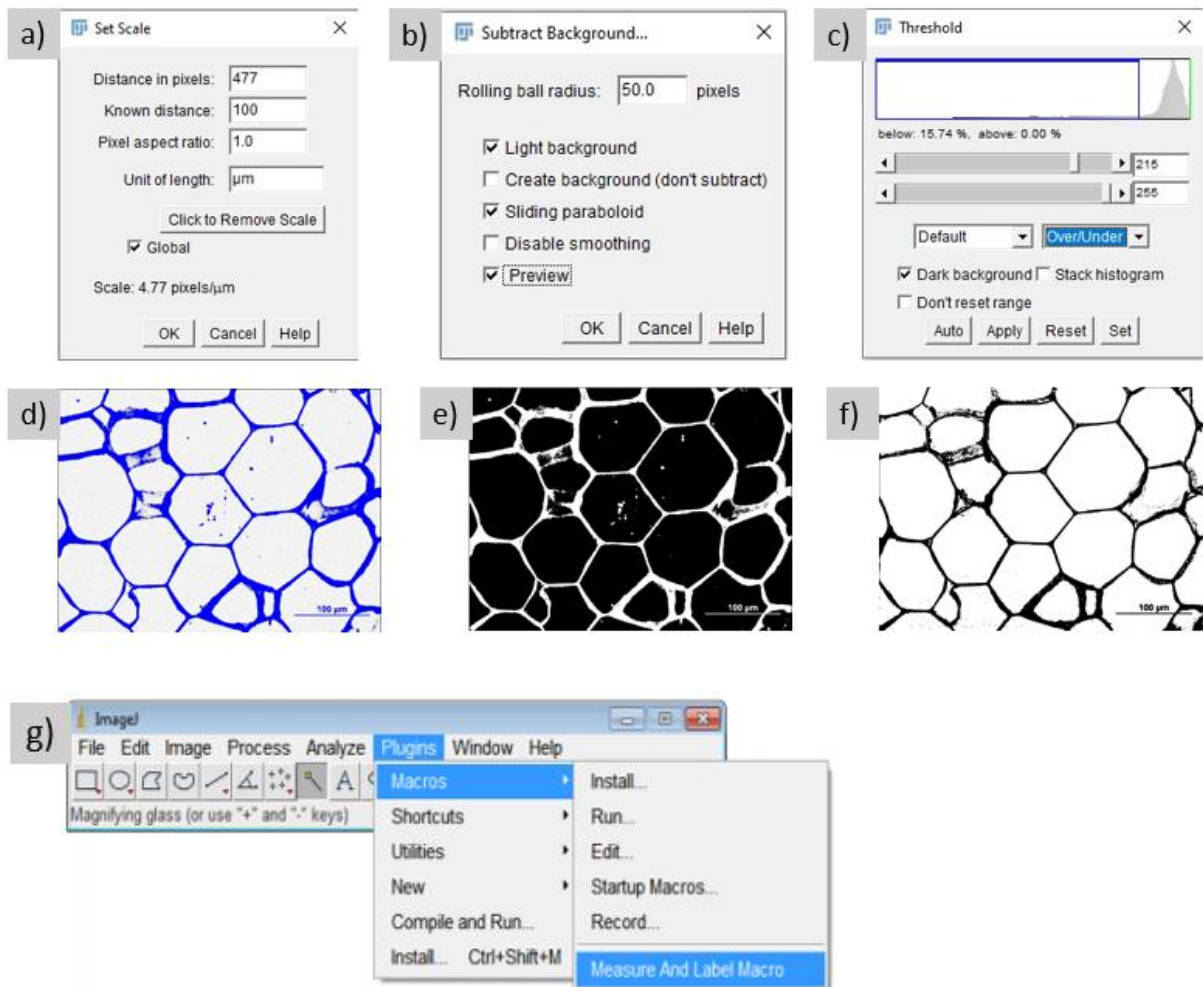 a)
Set Scale
Distance in pixels: 477
Known distance: 100
Pixel aspect ratio: 1.0
Unit of length: µm
Click to Remove Scale
Global
Scale: 4.77 pixels/µm
OK Cancel Help
b)
Subtract Background...
Rolling ball radius: 50.0 pixels
Light background
Create background (don't subtract)
Sliding paraboloid
Disable smoothing
Preview
OK Cancel Help
c)
Threshold
below: 15.74 %, above: 0.00 %
215
255
Default Over/Under
Dark background Stack histogram
Don't reset range
Auto Apply Reset Set
d)
100 µm
e)
100 µm
f)
100 µm
g)
ImageJ
File Edit Image Process Analyze Plugins Window Help
A
Magnifying glass (or use "+" and "-" keys)
Macros
Shortcuts
Utilities
New
Compile and Run...
Install... Ctrl+Shift+M
Install...
Run...
Edit...
Startup Macros...
Record...
Measure And Label Macro